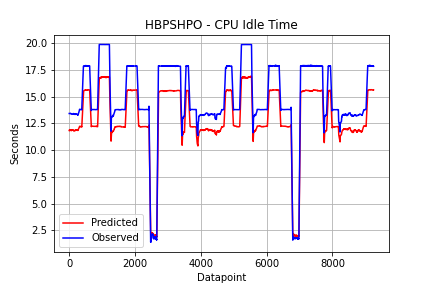 HBPSHPO - CPU Idle Time
20.0
17.5
15.0
12.5
10.0
7.5
5.0
2.5
Seconds
Predicted
Observed
0 2000 4000 6000 8000
Datapoint